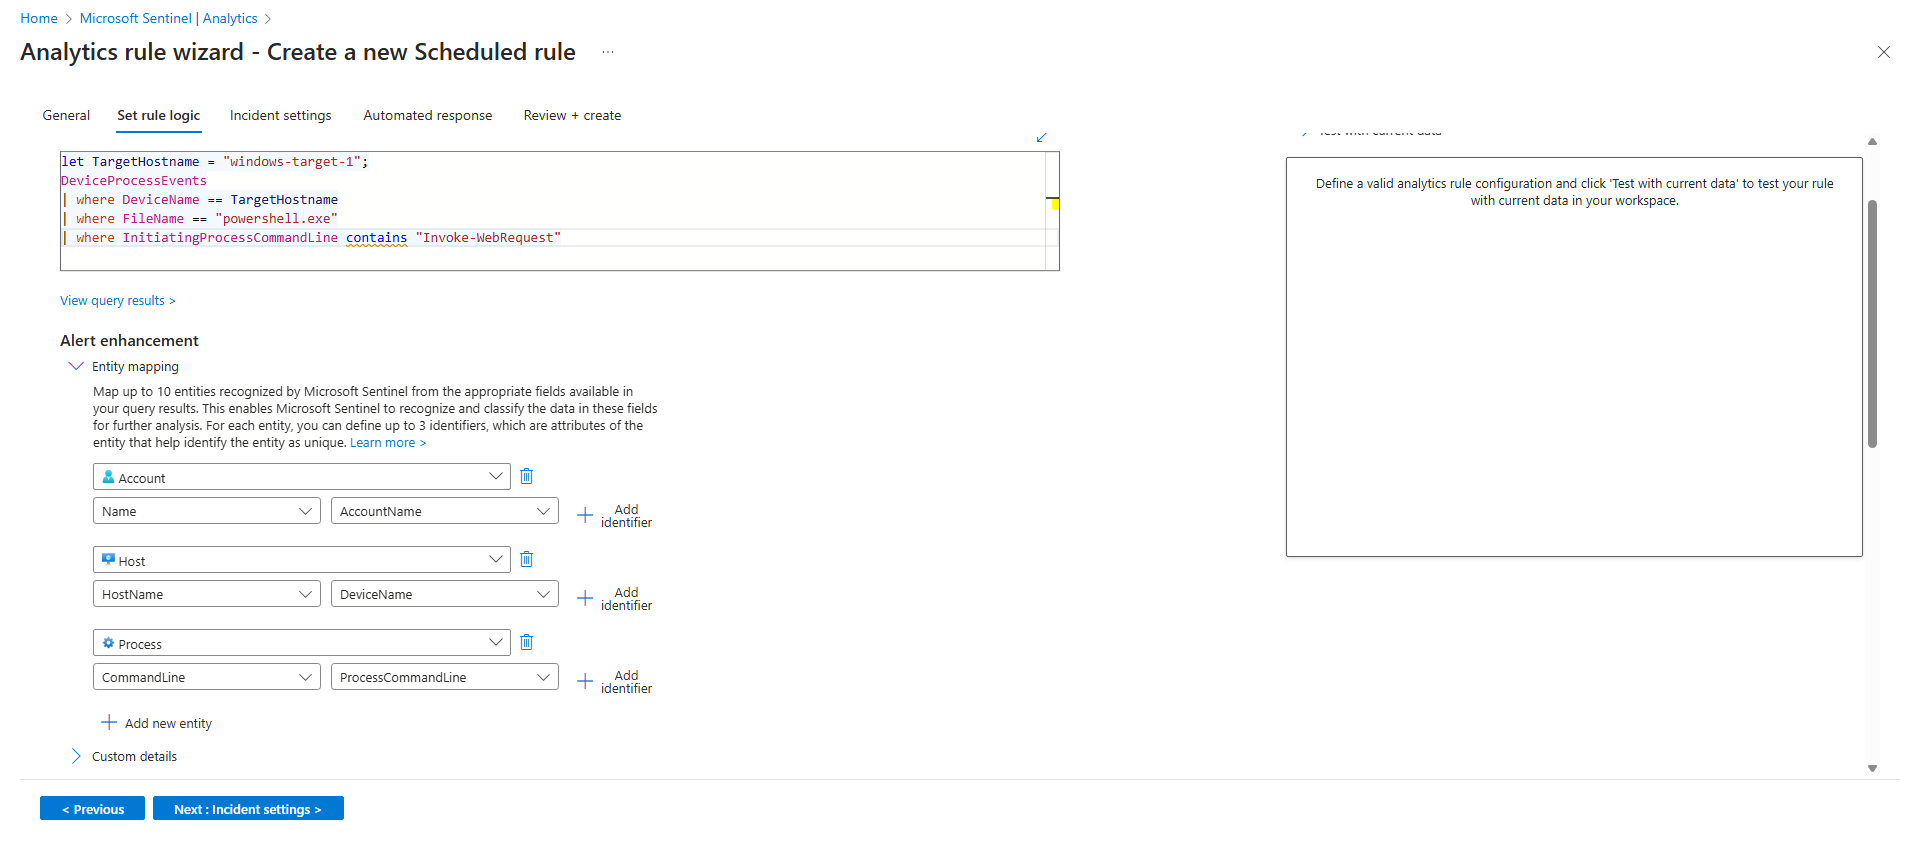 Home > Microsoft Sentinel | Analytics >
Analytics rule wizard - Create a new Scheduled rule ...
General Set rule logic Incident settings Automated response Review + create
Test with current data
let TargetHostname = "windows-target-1";
DeviceProcessEvents
| where DeviceName == TargetHostname
| where FileName == "powershell.exe"
| where InitiatingProcessCommandLine contains "Invoke-WebRequest"
Define a valid analytics rule configuration and click 'Test with current data' to test your rule
with current data in your workspace.
View query results >
Alert enhancement
Entity mapping
Map up to 10 entities recognized by Microsoft Sentinel from the appropriate fields available in
your query results. This enables Microsoft Sentinel to recognize and classify the data in these fields
for further analysis. For each entity, you can define up to 3 identifiers, which are attributes of the
entity that help identify the entity as unique. Learn more >
Account
Name AccountName Add
identifier
Host
HostName DeviceName Add
identifier
Process
CommandLine ProcessCommandLine Add
identifier
Add new entity
Custom details
< Previous Next : Incident settings >